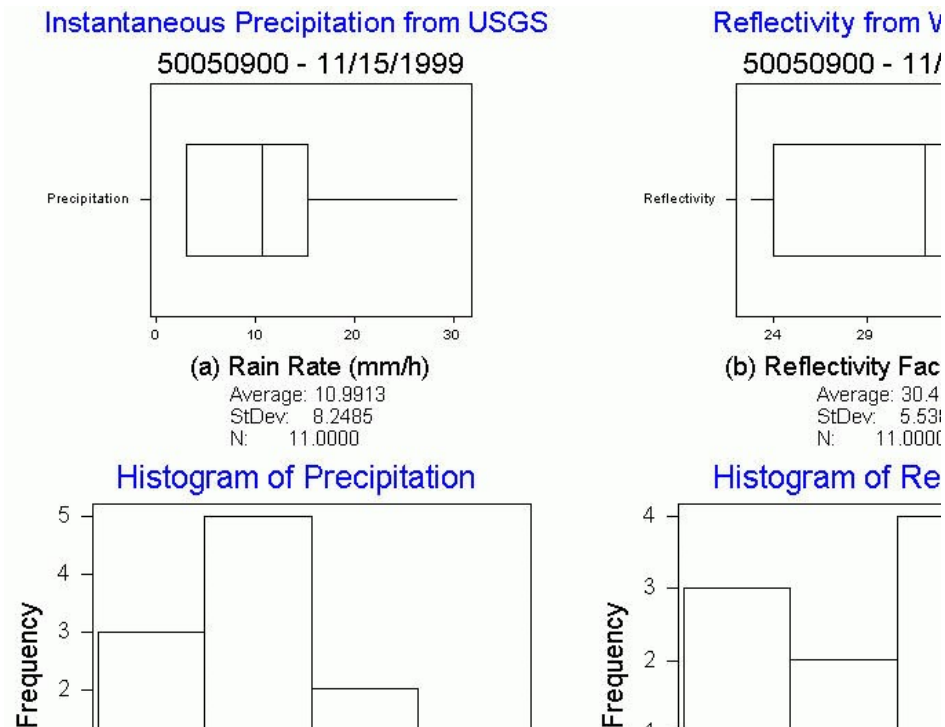 Instantaneous Precipitation from USGS
50050900 - 11/15/1999
Precipitation
0 10 20 30
(a) Rain Rate (mm/h)
Average: 10.9913
StDev: 8.2485
N: 11.0000
Histogram of Precipitation
5
4
3
2
Frequency
Reflectivity from
50050900 - 11/
Reflectivity
24 29
(b) Reflectivity Fac
Average: 30.4
StDev: 5.53
N: 11.0000
Histogram of Re
4
3
2
Frequency